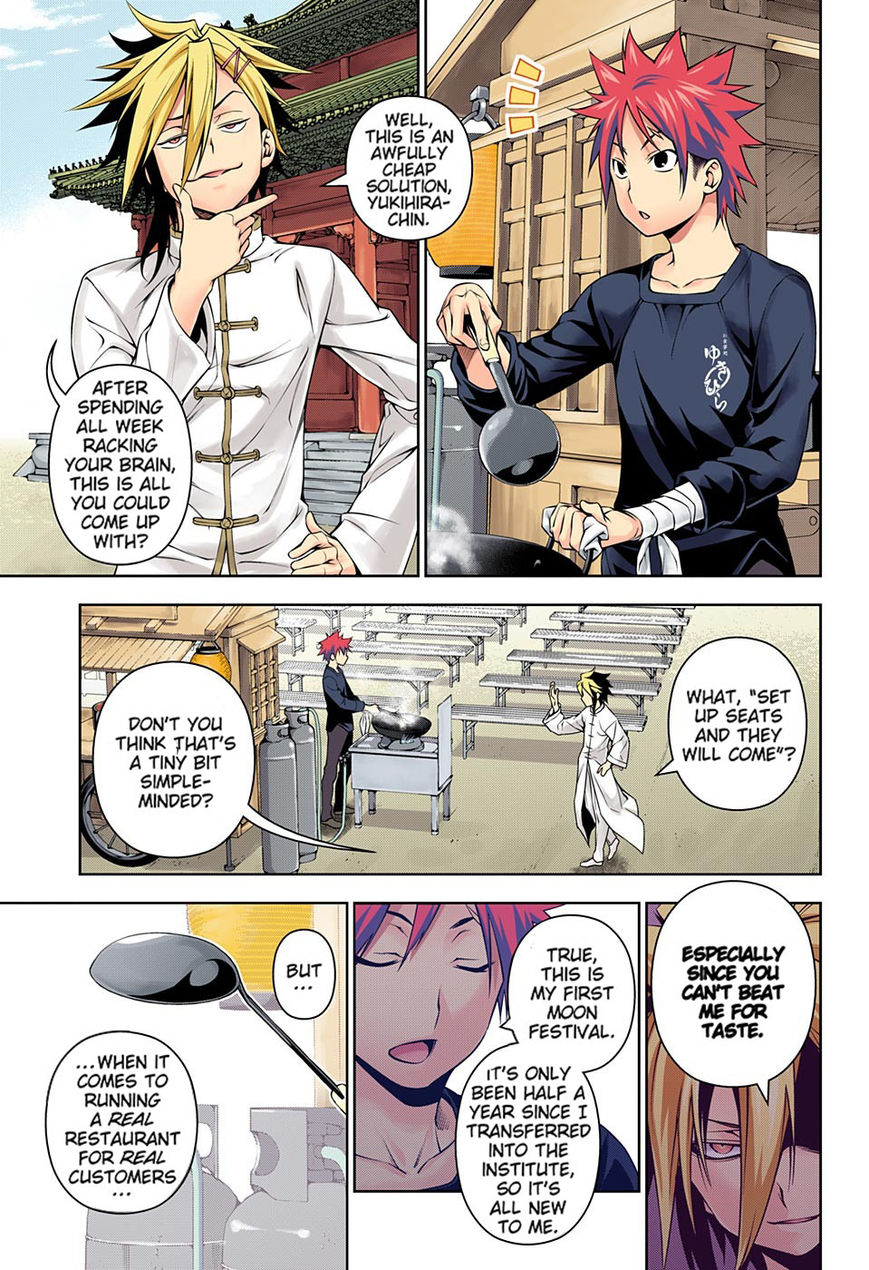 WELL,
THIS IS AN
AWFULLY
CHEAP
SOLUTION,
YUKIHIRA-
CHIN.
ゆきひら
AFTER
SPENDING
ALL WEEK
RACKING
YOUR BRAIN,
THIS IS ALL
YOU COULD
COME UP
WITH?
WHAT, "SET
UP SEATS
AND THEY
WILL COME"?
DON'T YOU
THINK THAT'S
A TINY BIT
SIMPLE-
MINDED?
ESPECIALLY
SINCE YOU
CAN'T BEAT
ME FOR
TASTE.
TRUE,
THIS IS
MY FIRST
MOON
FESTIVAL.
IT'S ONLY
BEEN HALF A
YEAR SINCE I
TRANSFERRED
INTO THE
INSTITUTE,
SO IT'S
ALL NEW
TO ME.
BUT
...
...WHEN IT
COMES TO
RUNNING
A REAL
RESTAURANT
FOR REAL
CUSTOMERS
...